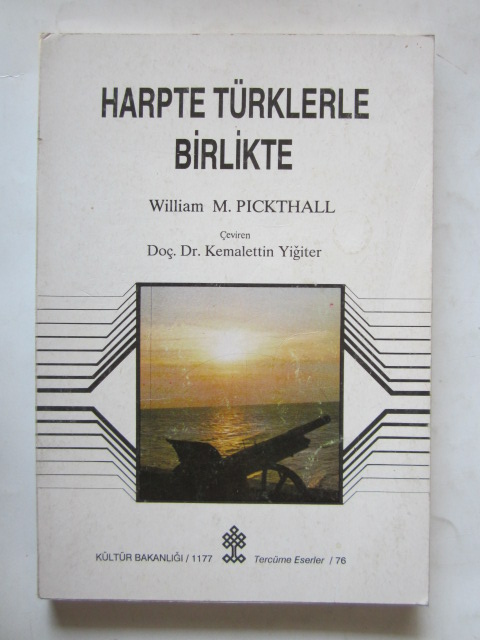 HARPTE TÜRKLERLE
BİRLİKTE
William M. PICKTHALL
Çeviren
Doç. Dr. Kemalettin Yiğiter
KÜLTÜR BAKANLIĞI / 1177
Tercüme Eserler / 76